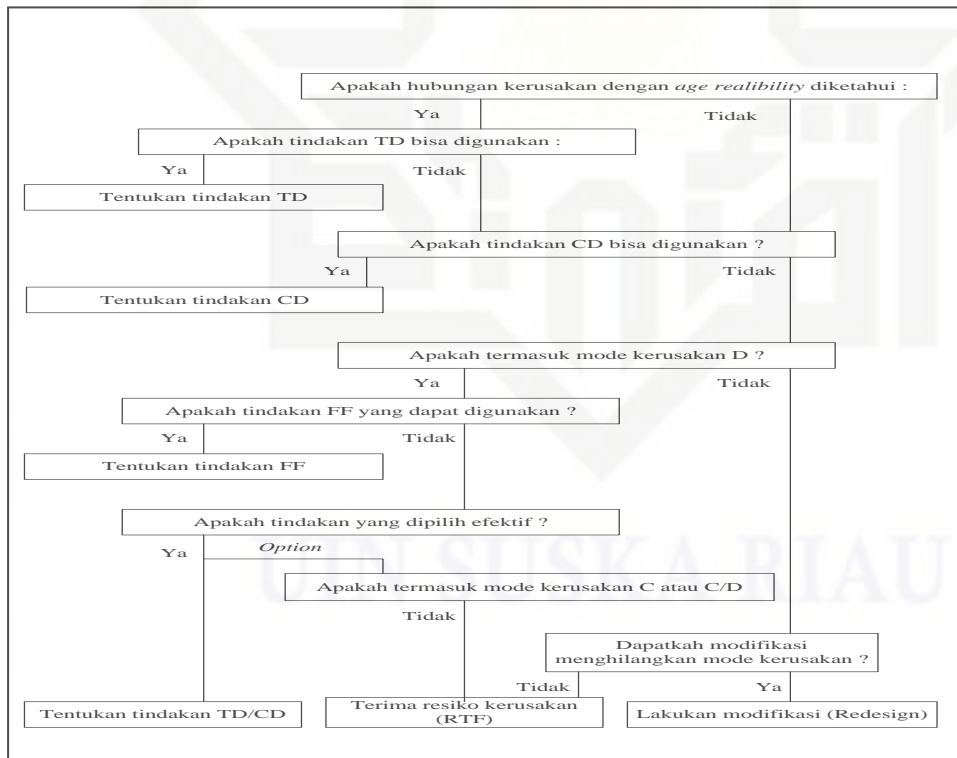 Apakah hubungan kerusakan dengan age realibility diketahui :
Ya
Tidak
Apakah tindakan TD bisa digunakan :
Ya
Tidak
Tentukan tindakan TD
Apakah tindakan CD bisa digunakan ?
Ya
Tidak
Tentukan tindakan CD
Apakah termasuk mode kerusakan D ?
Ya
Tidak
Apakah tindakan FF yang dapat digunakan ?
Ya
Tidak
Tentukan tindakan FF
Apakah tindakan yang dipilih efektif ?
Ya
Option
UIN SUSKA RIAU
Apakah termasuk mode kerusakan C atau C/D
Tidak
Dapatkah modifikasi
menghilangkan mode kerusakan ?
Tidak
Ya
Tentukan tindakan TD/CD
Terima resiko kerusakan
(RTF)
Lakukan modifikasi (Redesign)